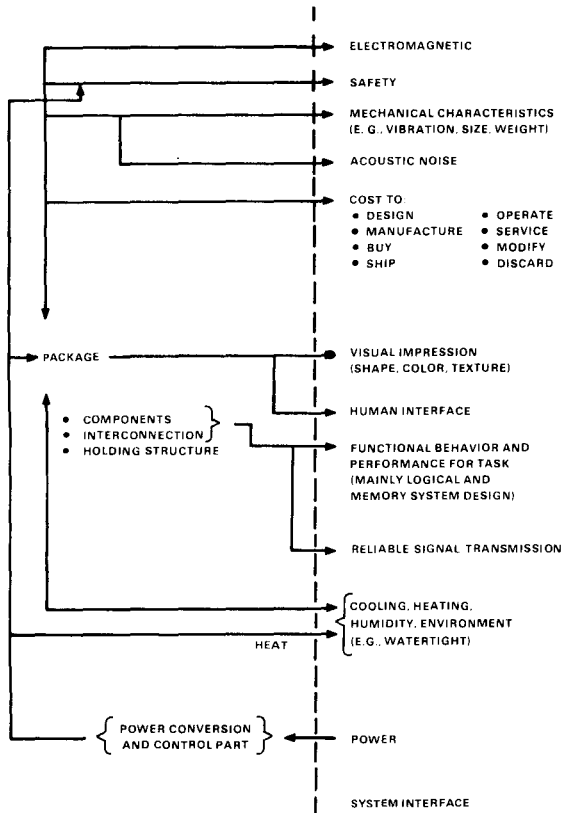 ELECTROMAGNETIC
SAFETY
MECHANICAL CHARACTERISTICS
(E. G., VIBRATION, SIZE, WEIGHT)
ACOUSTIC NOISE
COST TO:
• DESIGN • OPERATE
• MANUFACTURE • SERVICE
• BUY • MODIFY
• SHIP • DISCARD
PACKAGE
VISUAL IMPRESSION
(SHAPE, COLOR, TEXTURE)
HUMAN INTERFACE
• COMPONENTS
• INTERCONNECTION
• HOLDING STRUCTURE
FUNCTIONAL BEHAVIOR AND
PERFORMANCE FOR TASK
(MAINLY LOGICAL AND
MEMORY SYSTEM DESIGN)
RELIABLE SIGNAL TRANSMISSION
COOLING, HEATING,
HUMIDITY, ENVIRONMENT
(E.G., WATERTIGHT)
HEAT
POWER CONVERSION
AND CONTROL PART
POWER
SYSTEM INTERFACE